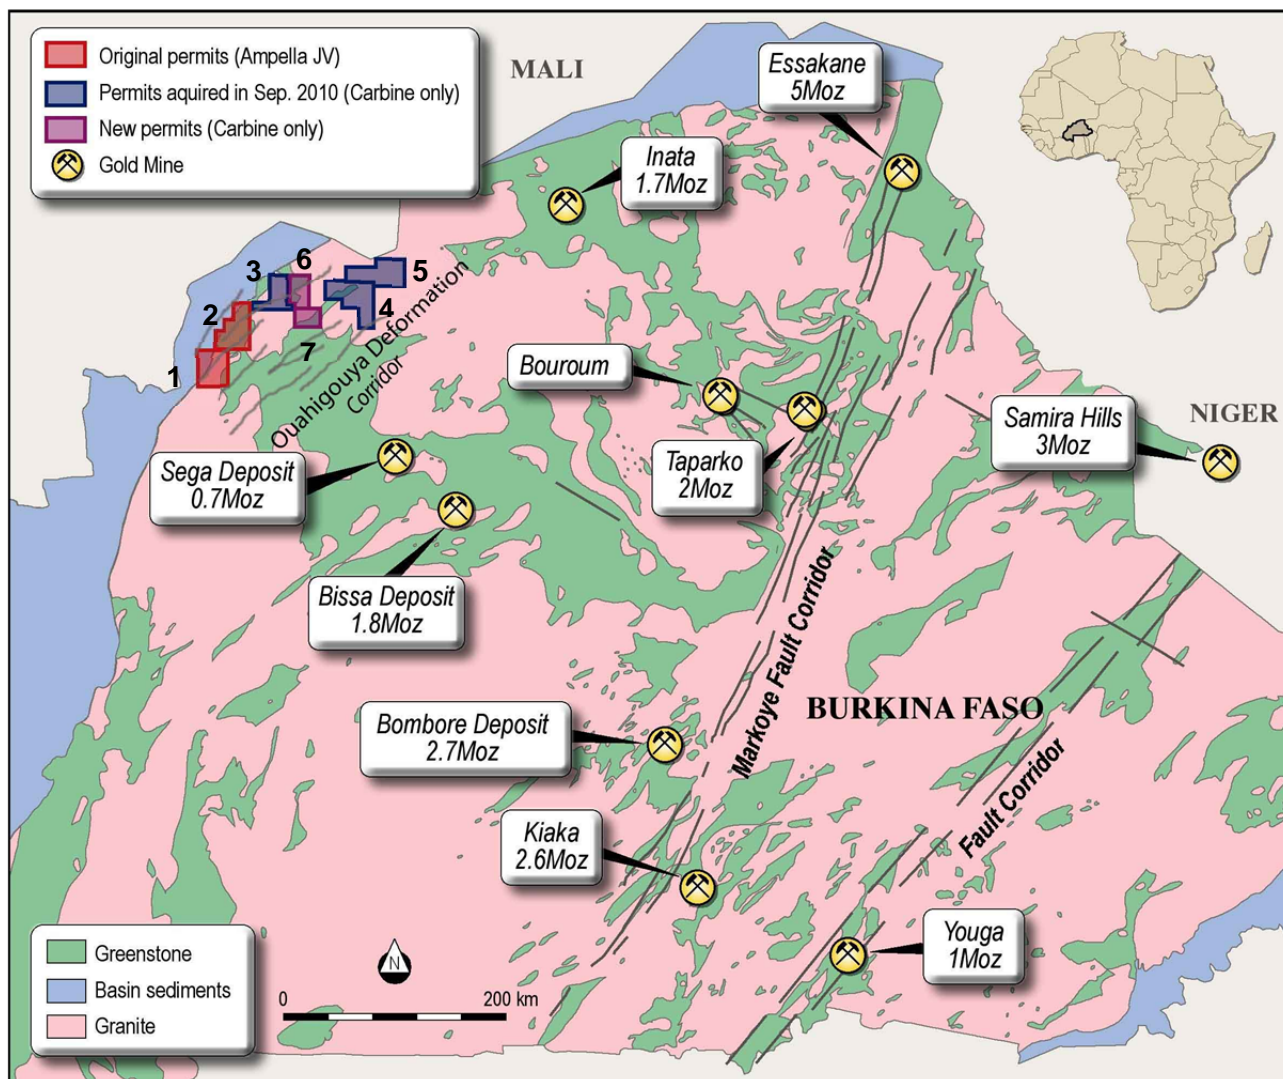 Original permits (Ampella JV)
Permits aquired in Sep. 2010 (Carbine only)
New permits (Carbine only)
Gold Mine
MALI
Essakane
5Moz
Inata
1.7Moz
3
6
5
2
4
7
1
Ouahigouya Deformation
Corridor
Bouroum
Samira Hills
3Moz
NIGER
Taparko
2Moz
Sega Deposit
0.7Moz
Bissa Deposit
1.8Moz
Markoye Fault Corridor
BURKINA FASO
Bombore Deposit
2.7Moz
Fault Corridor
Kiaka
2.6Moz
Youga
1Moz
Greenstone
Basin sediments
Granite
N
0
200 km